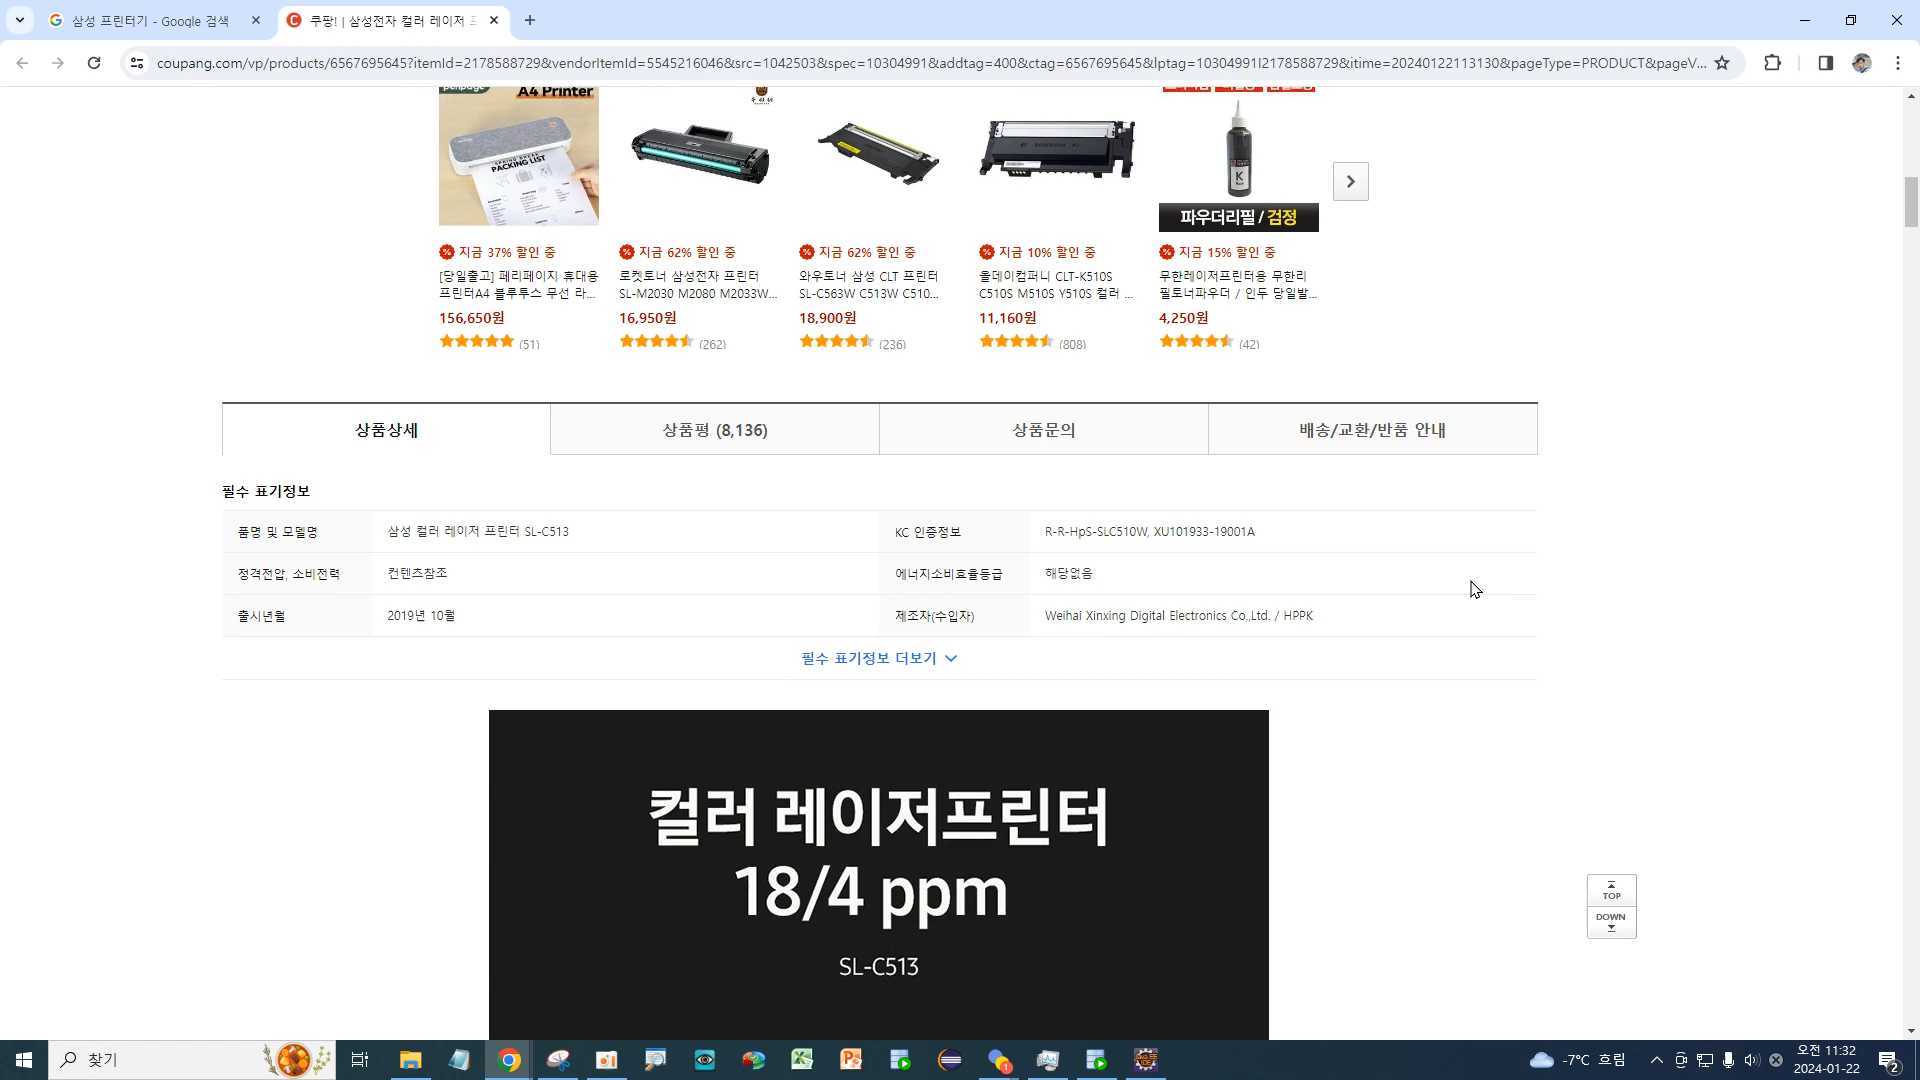 삼성 프린터기 - Google 검색
쿠팡! | 삼성전자 컬러 레이저 프
coupang.com/vp/products/6567695645?itemId=2178588729&vendorItemId=5545216046&src=1042503&spec=10304991&addtag=400&ctag=6567695645&lptag=10304991I2178588729&itime=20240122113130&pageType=PRODUCT&pageV...
penpage
A4 Printer
SPRING BREAK
PACKING LIST
K
파우더리필/검정
지금 37% 할인 중
[당일출고] 페리페이지 휴대용
프린터A4 블루투스 무선 라...
156,650원
(51)
지금 62% 할인 중
로켓토너 삼성전자 프린터
SL-M2030 M2080 M2033W...
16,950원
(262)
지금 62% 할인 중
와우토너 삼성 CLT 프린터
SL-C563W C513W C510...
18,900원
(236)
지금 10% 할인 중
올데이컴퍼니 CLT-K510S
C510S M510S Y510S 컬러 ...
11,160원
(808)
지금 15% 할인 중
무한레이저프린터용 무한리
필토너파우더 / 인두 당일발...
4,250원
(42)
상품상세
상품평 (8,136)
상품문의
배송/교환/반품 안내
필수 표기정보
품명 및 모델명 삼성 컬러 레이저 프린터 SL-C513 KC 인증정보 R-R-HpS-SLC510W, XU101933-19001A
정격전압, 소비전력 컨텐츠참조 에너지소비효율등급 해당없음
출시년월 2019년 10월 제조자(수입자) Weihai Xinxing Digital Electronics Co.,Ltd. / HPPK
필수 표기정보 더보기
컬러 레이저프린터
18/4 ppm
SL-C513
TOP
DOWN
찾기
-7°C 흐림
오전 11:32
2024-01-22
2